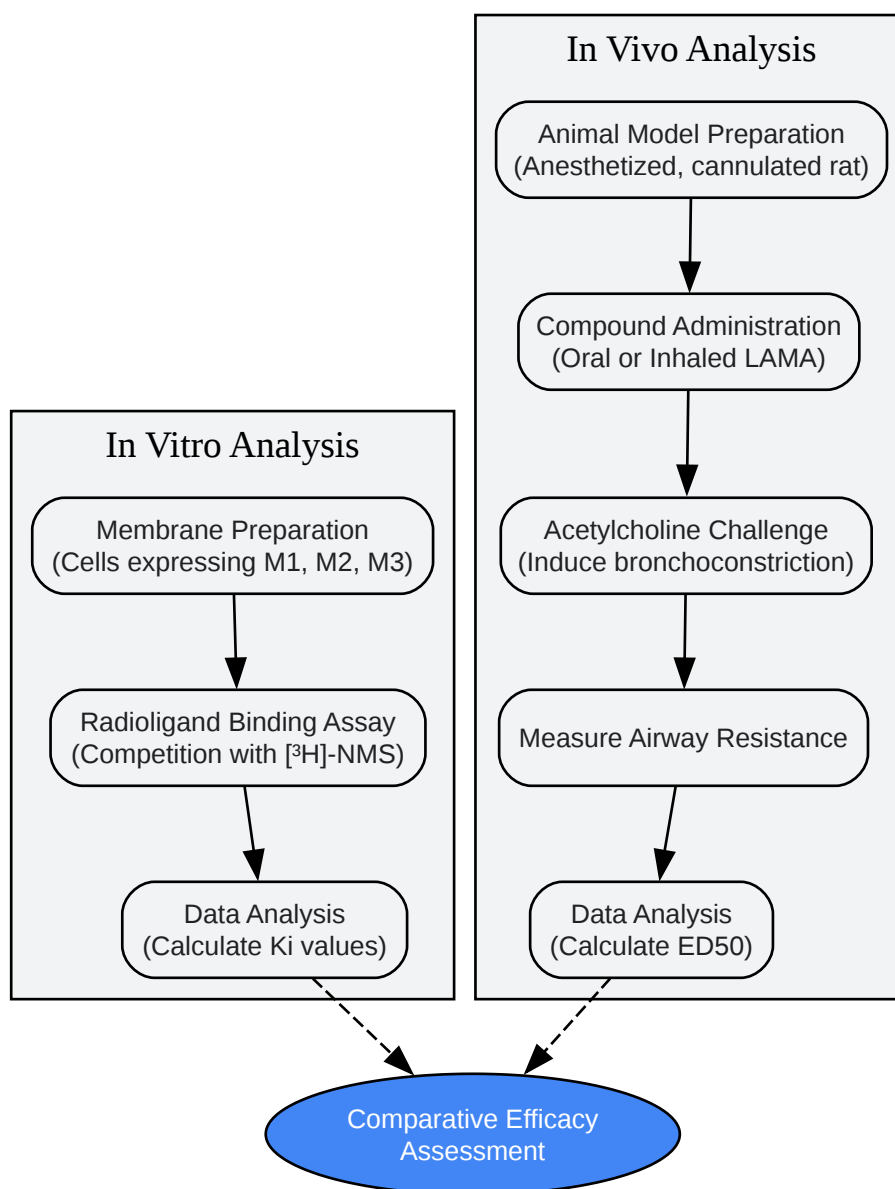 In Vitro Analysis
Membrane Preparation
(Cells expressing M1, M2, M3)
Radioligand Binding Assay
(Competition with [³H]-NMS)
Data Analysis
(Calculate Ki values)
In Vivo Analysis
Animal Model Preparation
(Anesthetized, cannulated rat)
Compound Administration
(Oral or Inhaled LAMA)
Acetylcholine Challenge
(Induce bronchoconstriction)
Measure Airway Resistance
Data Analysis
(Calculate ED50)
Comparative Efficacy
Assessment